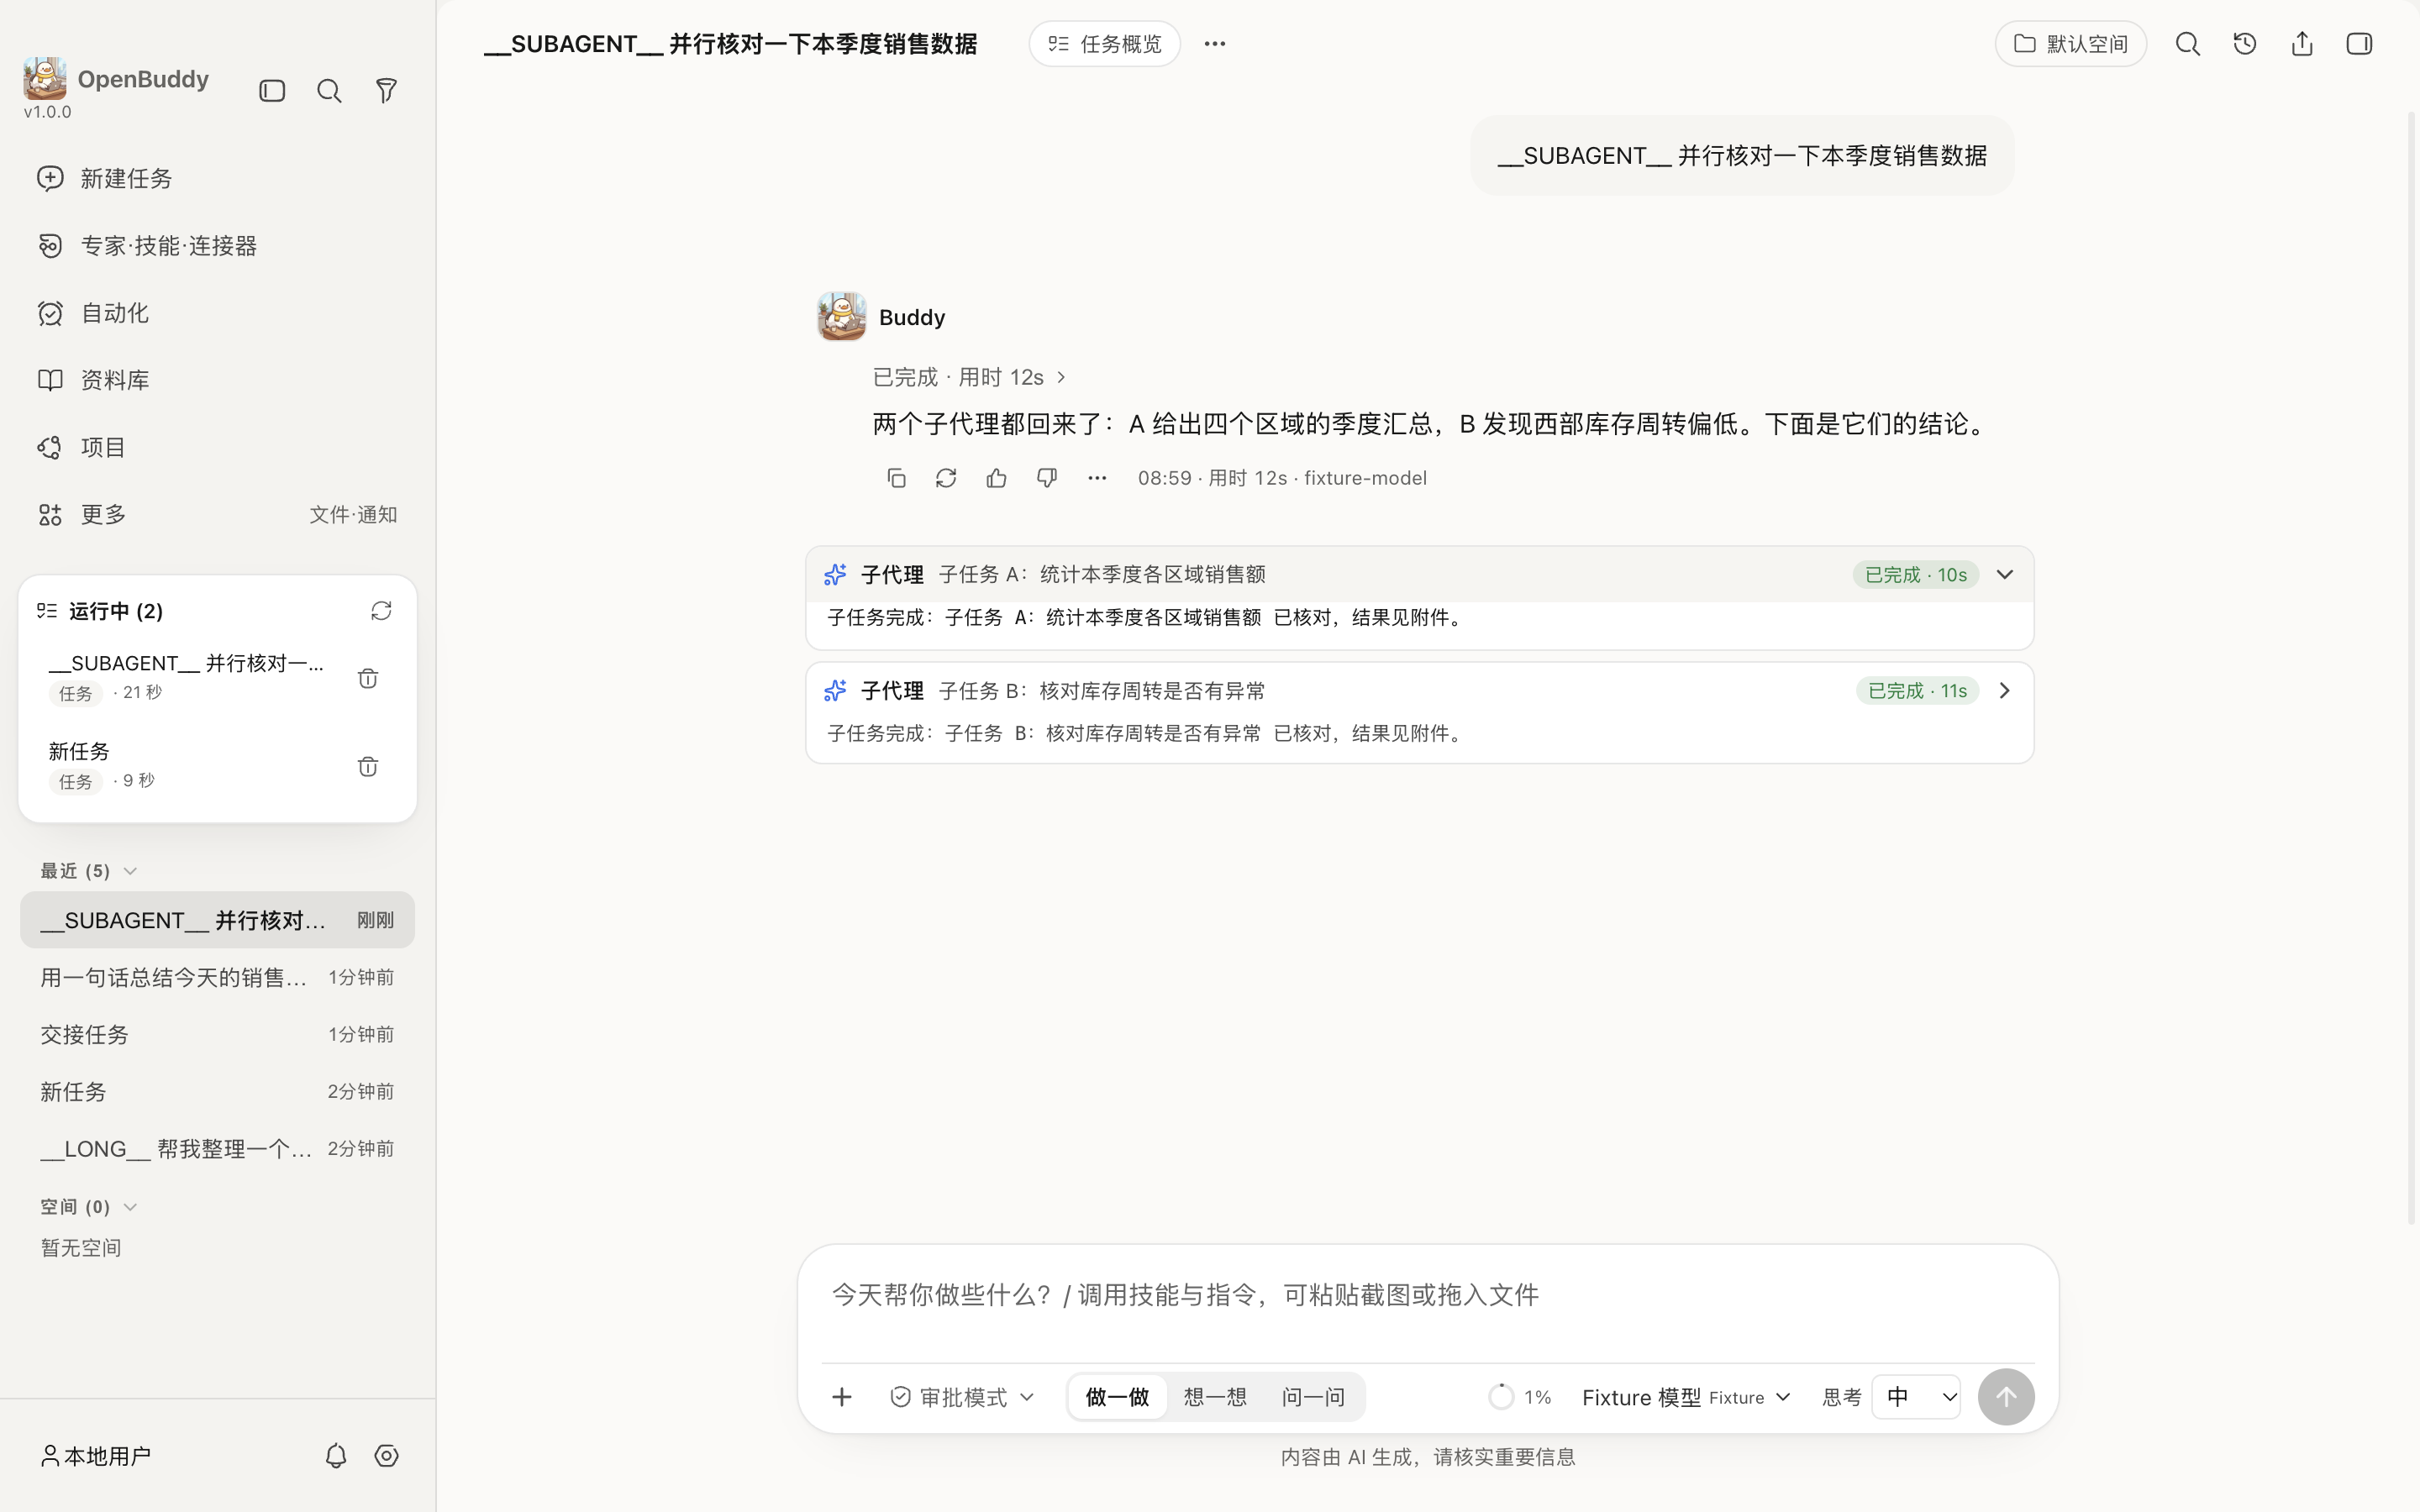 OpenBuddy
v1.0.0
新建任务
专家·技能·连接器
自动化
资料库
项目
更多 文件·通知
运行中 (2)
__SUBAGENT__ 并行核对一...
任务 · 21 秒
新任务
任务 · 9 秒
最近 (5)
__SUBAGENT__ 并行核对... 刚刚
用一句话总结今天的销售... 1分钟前
交接任务 1分钟前
新任务 2分钟前
__LONG__ 帮我整理一个... 2分钟前
空间 (0)
暂无空间
本地用户
__SUBAGENT__ 并行核对一下本季度销售数据 任务概览 默认空间
__SUBAGENT__ 并行核对一下本季度销售数据
Buddy
已完成 · 用时 12s
两个子代理都回来了：A 给出四个区域的季度汇总，B 发现西部库存周转偏低。下面是它们的结论。
08:59 · 用时 12s · fixture-model
子代理 子任务 A：统计本季度各区域销售额 已完成 · 10s
子任务完成：子任务 A：统计本季度各区域销售额 已核对，结果见附件。
子代理 子任务 B：核对库存周转是否有异常 已完成 · 11s
子任务完成：子任务 B：核对库存周转是否有异常 已核对，结果见附件。
今天帮你做些什么？/ 调用技能与指令，可粘贴截图或拖入文件
审批模式 做一做 想一想 问一问 1% Fixture 模型 Fixture 思考 中
内容由 AI 生成，请核实重要信息